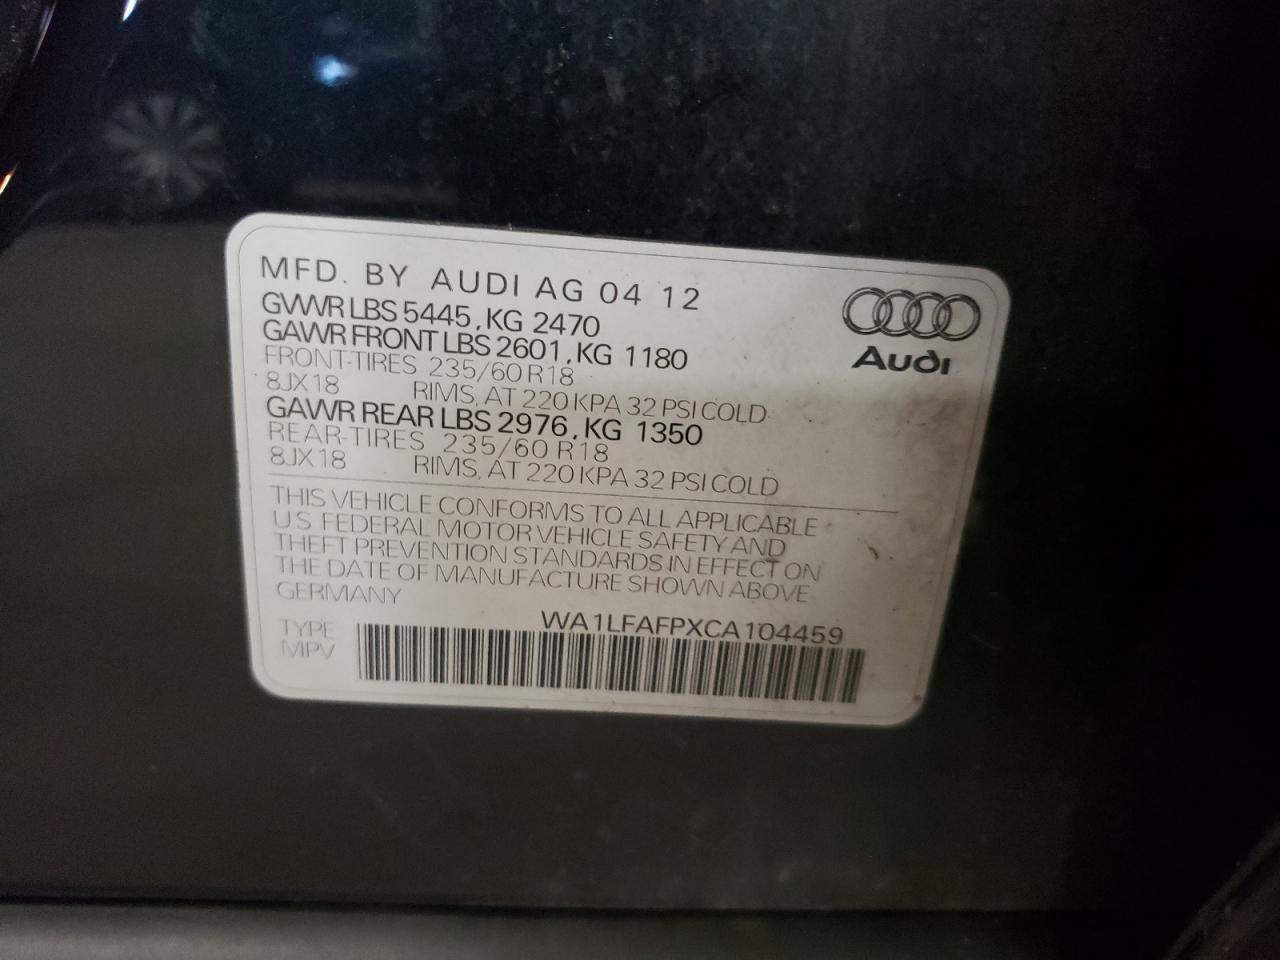 MFD. BY AUDI AG 04 12
GVWR LBS 5445, KG 2470
GAWR FRONT LBS 2601, KG 1180
FRONT-TIRES 235/60 R18
8JX18 RIMS, AT 220 KPA 32 PSI COLD
GAWR REAR LBS 2976, KG 1350
REAR-TIRES 235/60 R18
8JX18 RIMS, AT 220 KPA 32 PSI COLD
Audi
THIS VEHICLE CONFORMS TO ALL APPLICABLE
U.S. FEDERAL MOTOR VEHICLE SAFETY AND
THEFT PREVENTION STANDARDS IN EFFECT ON
THE DATE OF MANUFACTURE SHOWN ABOVE.
GERMANY
WA1LFAFPXCA104459
TYPE
MPV